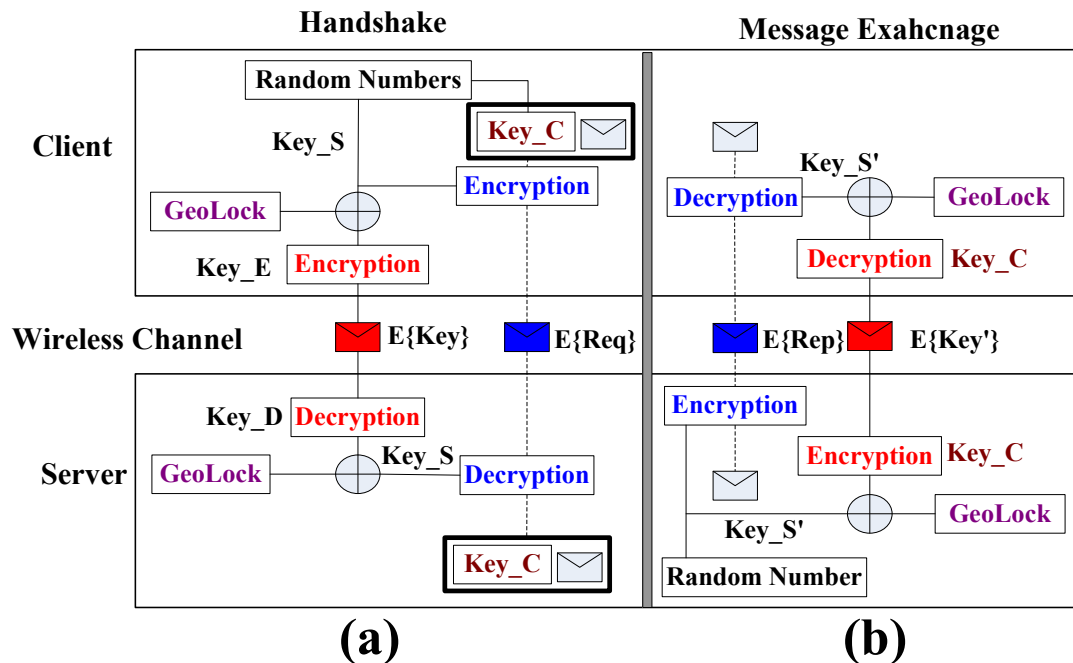 Handshake
Message Exahcnage
Client
Random Numbers
Key_S
Key_C
Encryption
GeoLock
Key_E
Encryption
Key_S'
Decryption
GeoLock
Decryption
Key_C
Wireless Channel
E{Key}
E{Req}
E{Rep}
E{Key'}
Server
Key_D
Decryption
GeoLock
Key_S
Decryption
Key_C
Encryption
Encryption
Key_C
GeoLock
Key_S'
Random Number
(a)
(b)